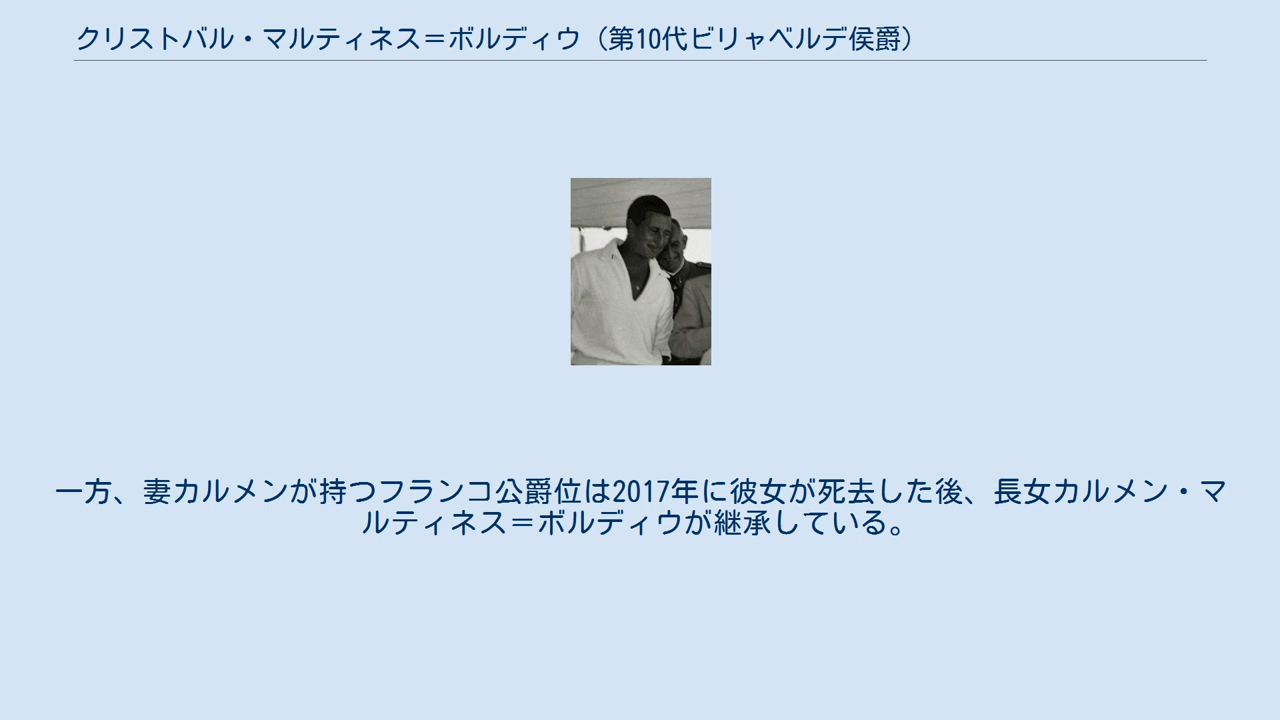 クリストバル・マルティネス＝ボルディウ（第10代ビリャベルデ侯爵）
一方、妻カルメンが持つフランコ公爵位は2017年に彼女が死去した後、長女カルメン・マ
ルティネス＝ボルディウが継承している。